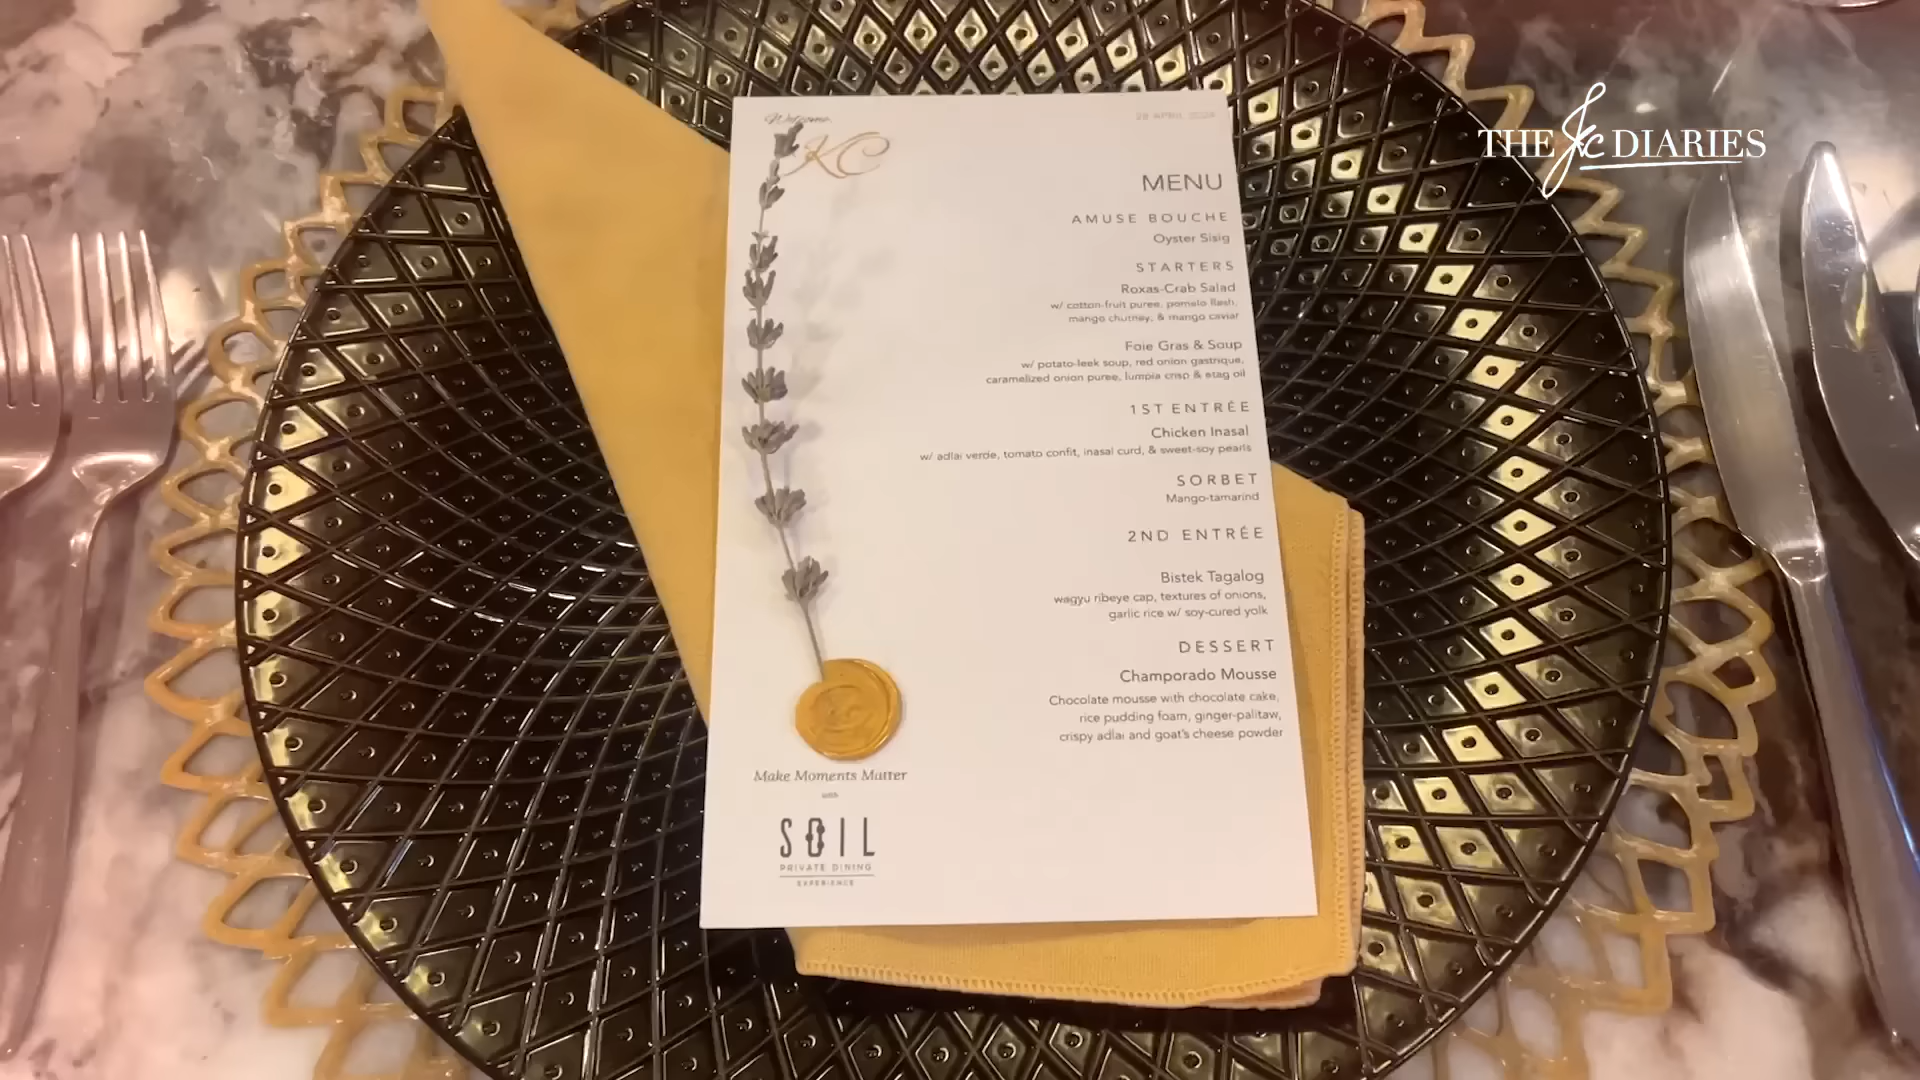 Welcome,
KC
28 APRIL 2024
MENU
AMUSE BOUCHE
Oyster Sisig
STARTERS
Roxas-Crab Salad
w/ cotton-fruit puree, pomelo flesh,
mango chutney, & mango caviar
Foie Gras & Soup
w/ potato-leek soup, red onion gastrique,
caramelized onion puree, lumpia crisp & etag oil
1ST ENTRÉE
Chicken Inasal
w/ adlai verde, tomato confit, inasal curd, & sweet-soy pearls
SORBET
Mango-tamarind
2ND ENTRÉE
Bistek Tagalog
wagyu ribeye cap, textures of onions,
garlic rice w/ soy-cured yolk
DESSERT
Champorado Mousse
Chocolate mousse with chocolate cake,
rice pudding foam, ginger-palitaw,
crispy adlai and goat's cheese powder
Make Moments Matter
with
SOIL
PRIVATE DINING
EXPERIENCE
THE JC DIARIES